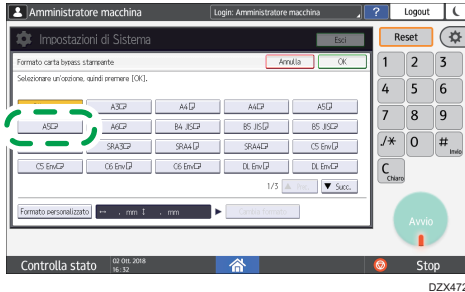 Amministratore macchina Login: Amministratore macchina ? Logout
Impostazioni di Sistema Esci
Formato carta bypass stampante Annulla OK
Selezionare un'opzione, quindi premere [OK].
A3 A4 A4 A5
A5 A6 B4 JIS B5 JIS B5 JIS
SRA3 SRA4 SRA4 C5 Env
C5 Env C6 Env C6 Env DL Env DL Env
1/3 ▲ ▼ Succ.
Formato personalizzato ↔ . mm ↕ . mm ▶ Cambia formato
Reset
1 2 3
4 5 6
7 8 9
./* 0 # Invio
C Chiaro
Avvio
Controlla stato 02 Ott. 2018 Stop
16:32
DZX472